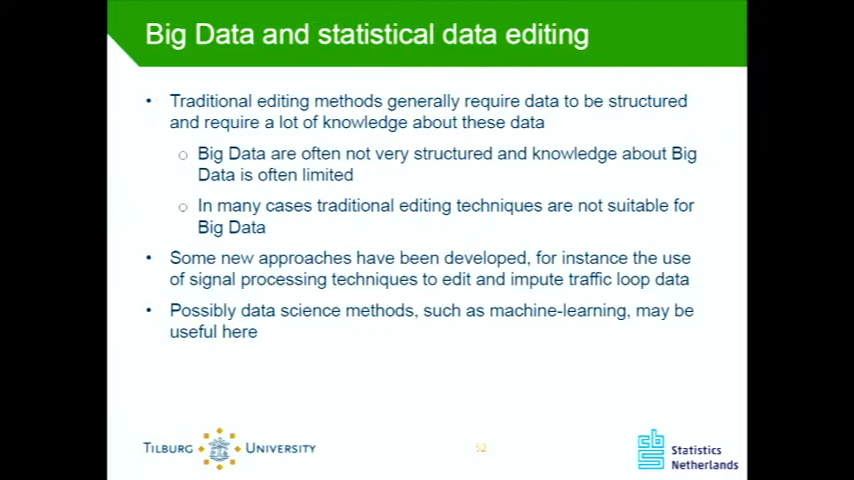 Big Data and statistical data editing
• Traditional editing methods generally require data to be structured
and require a lot of knowledge about these data
○ Big Data are often not very structured and knowledge about Big
Data is often limited
○ In many cases traditional editing techniques are not suitable for
Big Data
• Some new approaches have been developed, for instance the use
of signal processing techniques to edit and impute traffic loop data
• Possibly data science methods, such as machine-learning, may be
useful here
TILBURG UNIVERSITY
52
cbs
Statistics
Netherlands